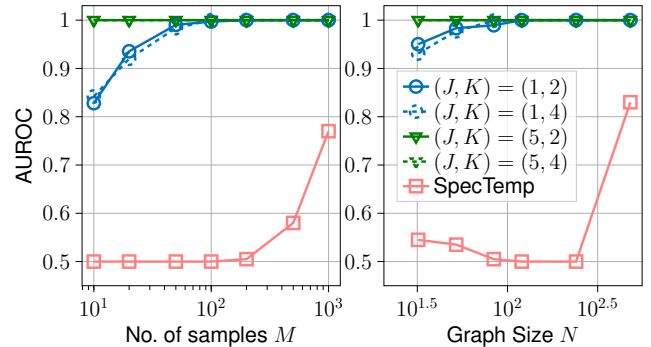 AUROC
1
0.9
0.8
0.7
0.6
0.5
10^1
10^2
10^3
No. of samples M
1
0.9
0.8
0.7
0.6
0.5
10^1.5
10^2
10^2.5
Graph Size N
(J, K) = (1, 2)
(J, K) = (1, 4)
(J, K) = (5, 2)
(J, K) = (5, 4)
SpecTemp